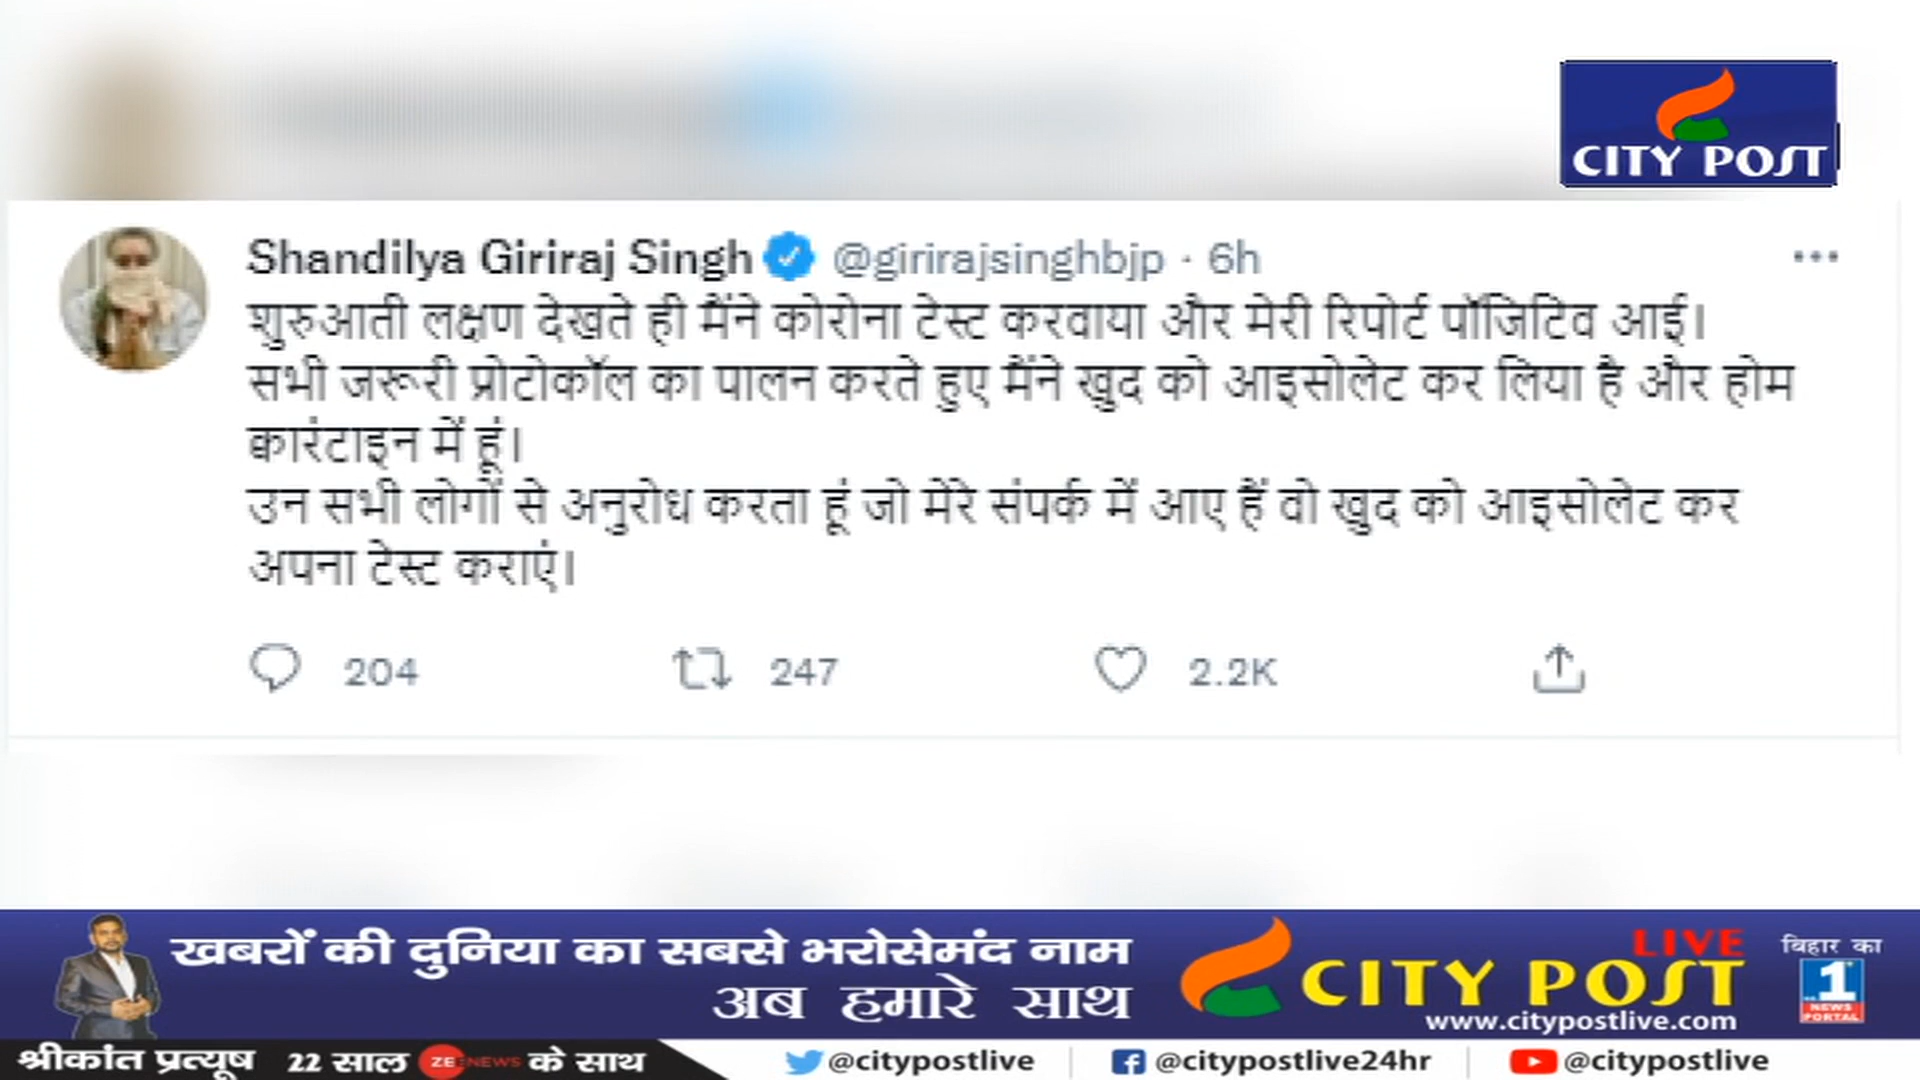 CITY POST
Shandilya Giriraj Singh @girirajsinghbjp · 6h
शुरुआती लक्षण देखते ही मैंने कोरोना टेस्ट करवाया और मेरी रिपोर्ट पॉजिटिव आई।
सभी जरूरी प्रोटोकॉल का पालन करते हुए मैंने खुद को आइसोलेट कर लिया है और होम
क्वारंटाइन में हूं।
उन सभी लोगों से अनुरोध करता हूं जो मेरे संपर्क में आए हैं वो खुद को आइसोलेट कर
अपना टेस्ट कराएं।
204 247 2.2K
खबरों की दुनिया का सबसे भरोसेमंद नाम
अब हमारे साथ
LIVE
CITY POST
www.citypostlive.com
बिहार का
No. 1
NEWS
PORTAL
श्रीकांत प्रत्यूष 22 साल ZEE NEWS के साथ
@citypostlive @citypostlive24hr @citypostlive